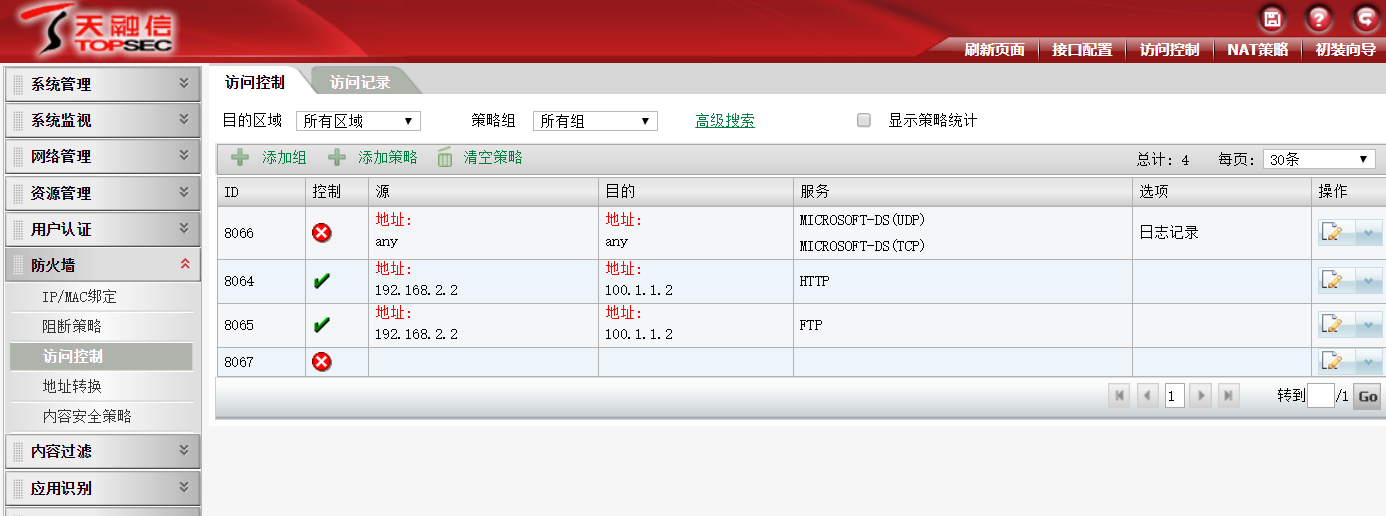 天融信
TOPSEC
刷新页面 接口配置 访问控制 NAT策略 初装向导
系统管理
系统监视
网络管理
资源管理
用户认证
防火墙
IP/MAC绑定
阻断策略
访问控制
地址转换
内容安全策略
内容过滤
应用识别
访问控制 访问记录
目的区域 所有区域 策略组 所有组 高级搜索 显示策略统计
添加组 添加策略 清空策略 总计: 4 每页: 30条
ID 控制 源 目的 服务 选项 操作
8066 地址: any 地址: any MICROSOFT-DS(UDP) MICROSOFT-DS(TCP) 日志记录
8064 地址: 192.168.2.2 地址: 100.1.1.2 HTTP
8065 地址: 192.168.2.2 地址: 100.1.1.2 FTP
8067
1 转到 /1 Go